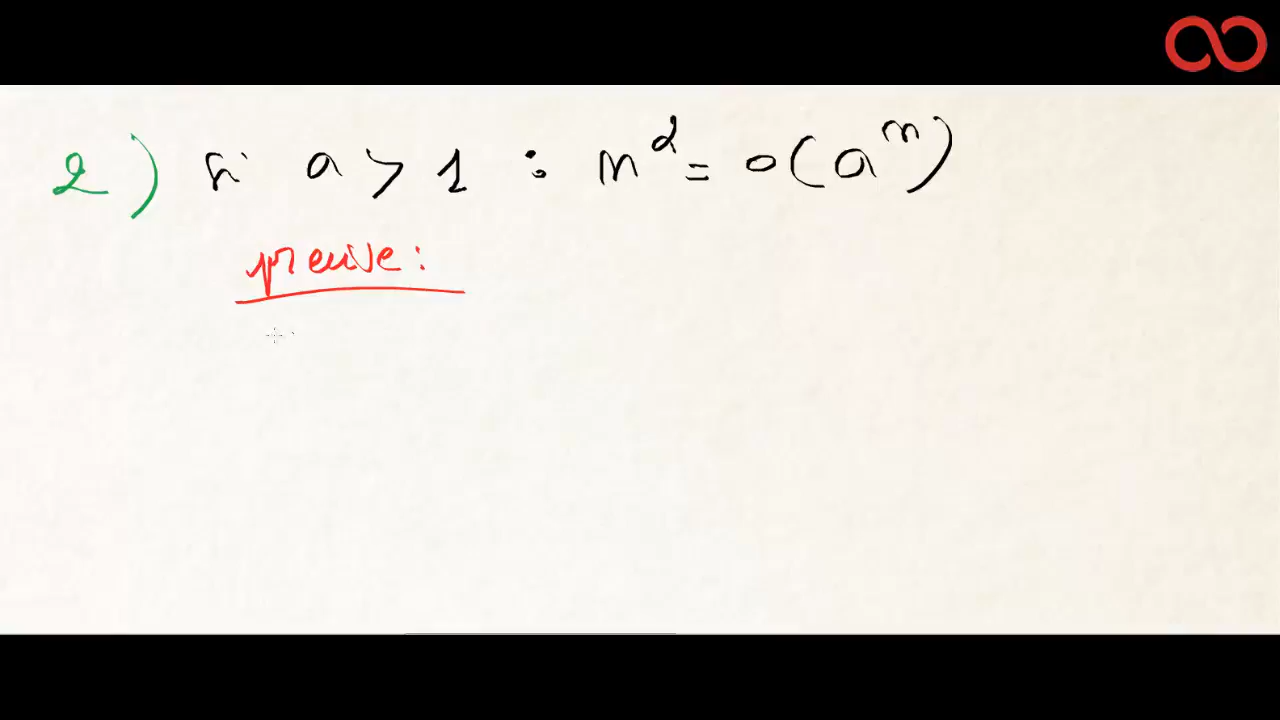 2) si a > 1 : n^α = o(a^n)
preuve :